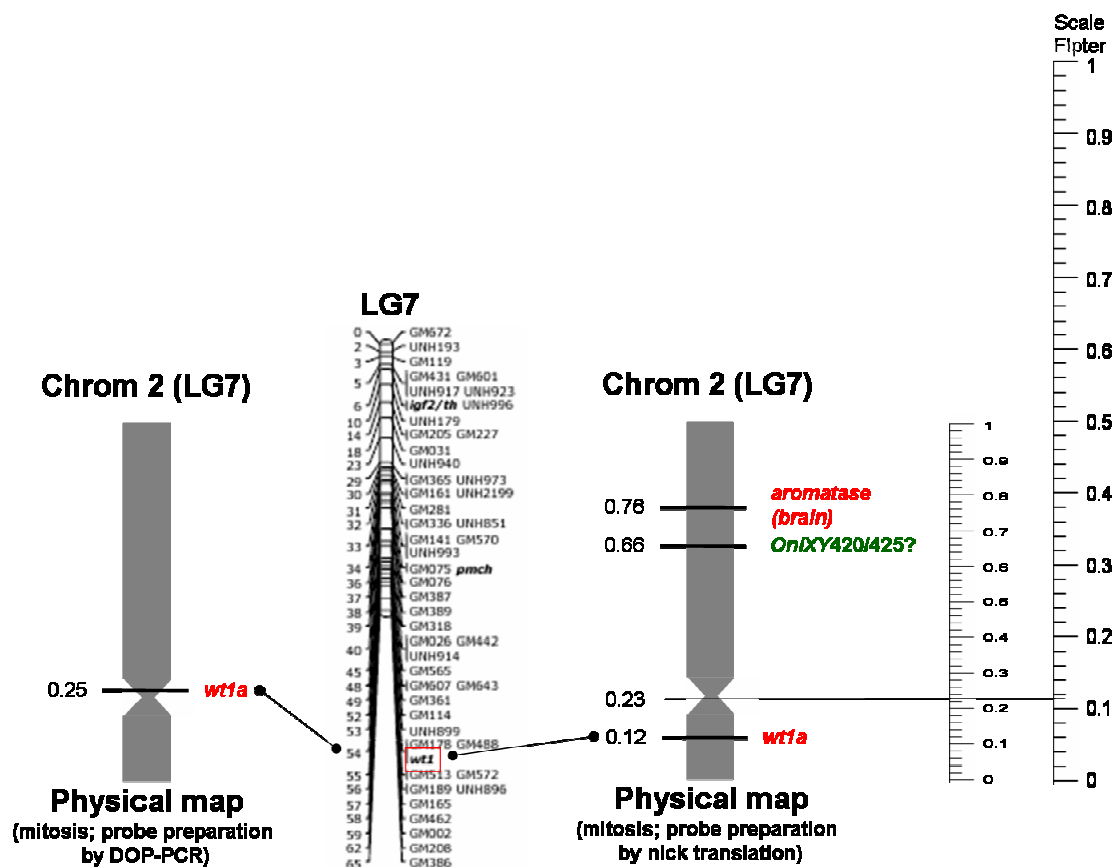 Scale
Flpter
1
0.9
0.8
0.7
0.6
0.5
0.4
0.3
0.2
0.1
0
Chrom 2 (LG7)
0.25
wt1a
Physical map
(mitosis; probe preparation
by DOP-PCR)
LG7
0 GM672
2 UNH193
3 GM119
5 GM431 GM601
UNH917 UNH923
6 igf2/th UNH996
10 UNH179
14 GM205 GM227
18 GM031
23 UNH940
29 GM365 UNH973
30 GM161 UNH2199
31 GM281
32 GM336 UNH851
33 GM141 GM570
UNH993
34 GM075 pmch
36 GM076
37 GM387
38 GM389
39 GM318
40 GM026 GM442
UNH914
45 GM565
48 GM607 GM643
49 GM361
52 GM114
53 UNH899
54 GM178 GM488
wt1
55 GM513 GM572
56 GM189 UNH896
57 GM165
58 GM462
59 GM002
62 GM208
65 GM386
Chrom 2 (LG7)
0.76 aromatase
(brain)
0.66 OniXY420/425?
0.23
0.12 wt1a
Physical map
(mitosis; probe preparation
by nick translation)
1
0.9
0.8
0.7
0.6
0.5
0.4
0.3
0.2
0.1
0